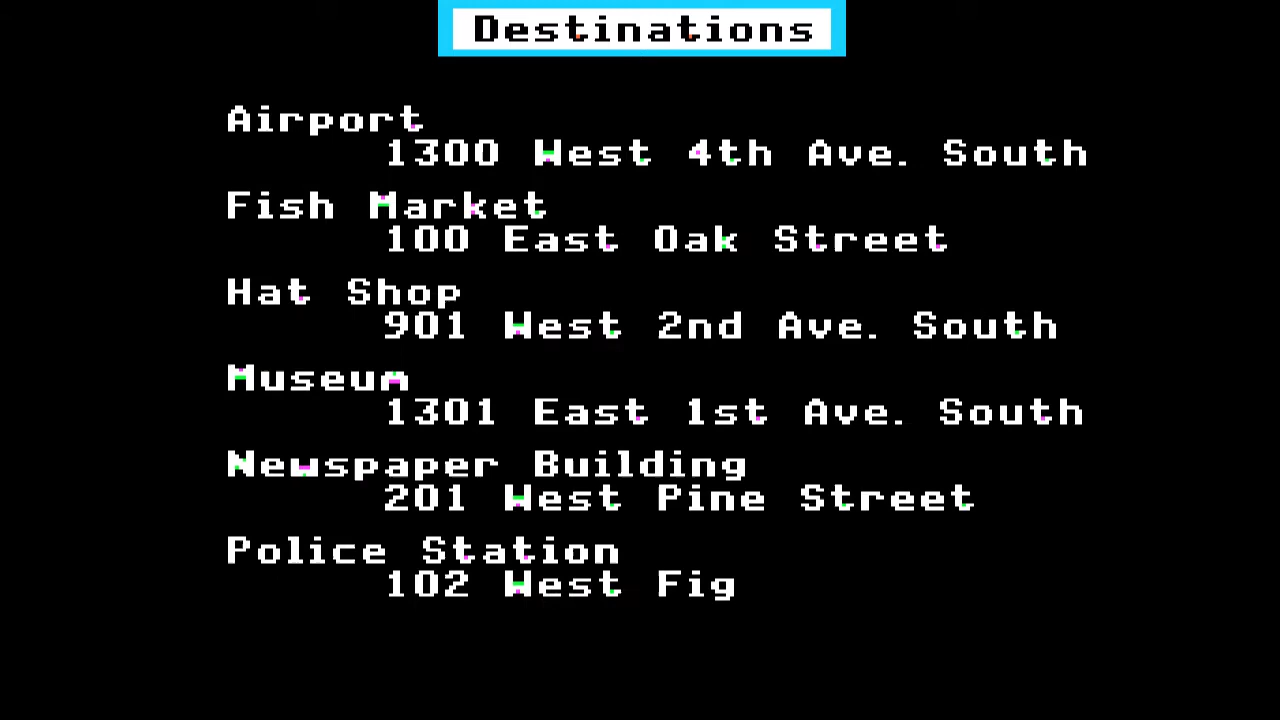 Destinations
Airport
1300 West 4th Ave. South
Fish Market
100 East Oak Street
Hat Shop
901 West 2nd Ave. South
Museum
1301 East 1st Ave. South
Newspaper Building
201 West Pine Street
Police Station
102 West Fig